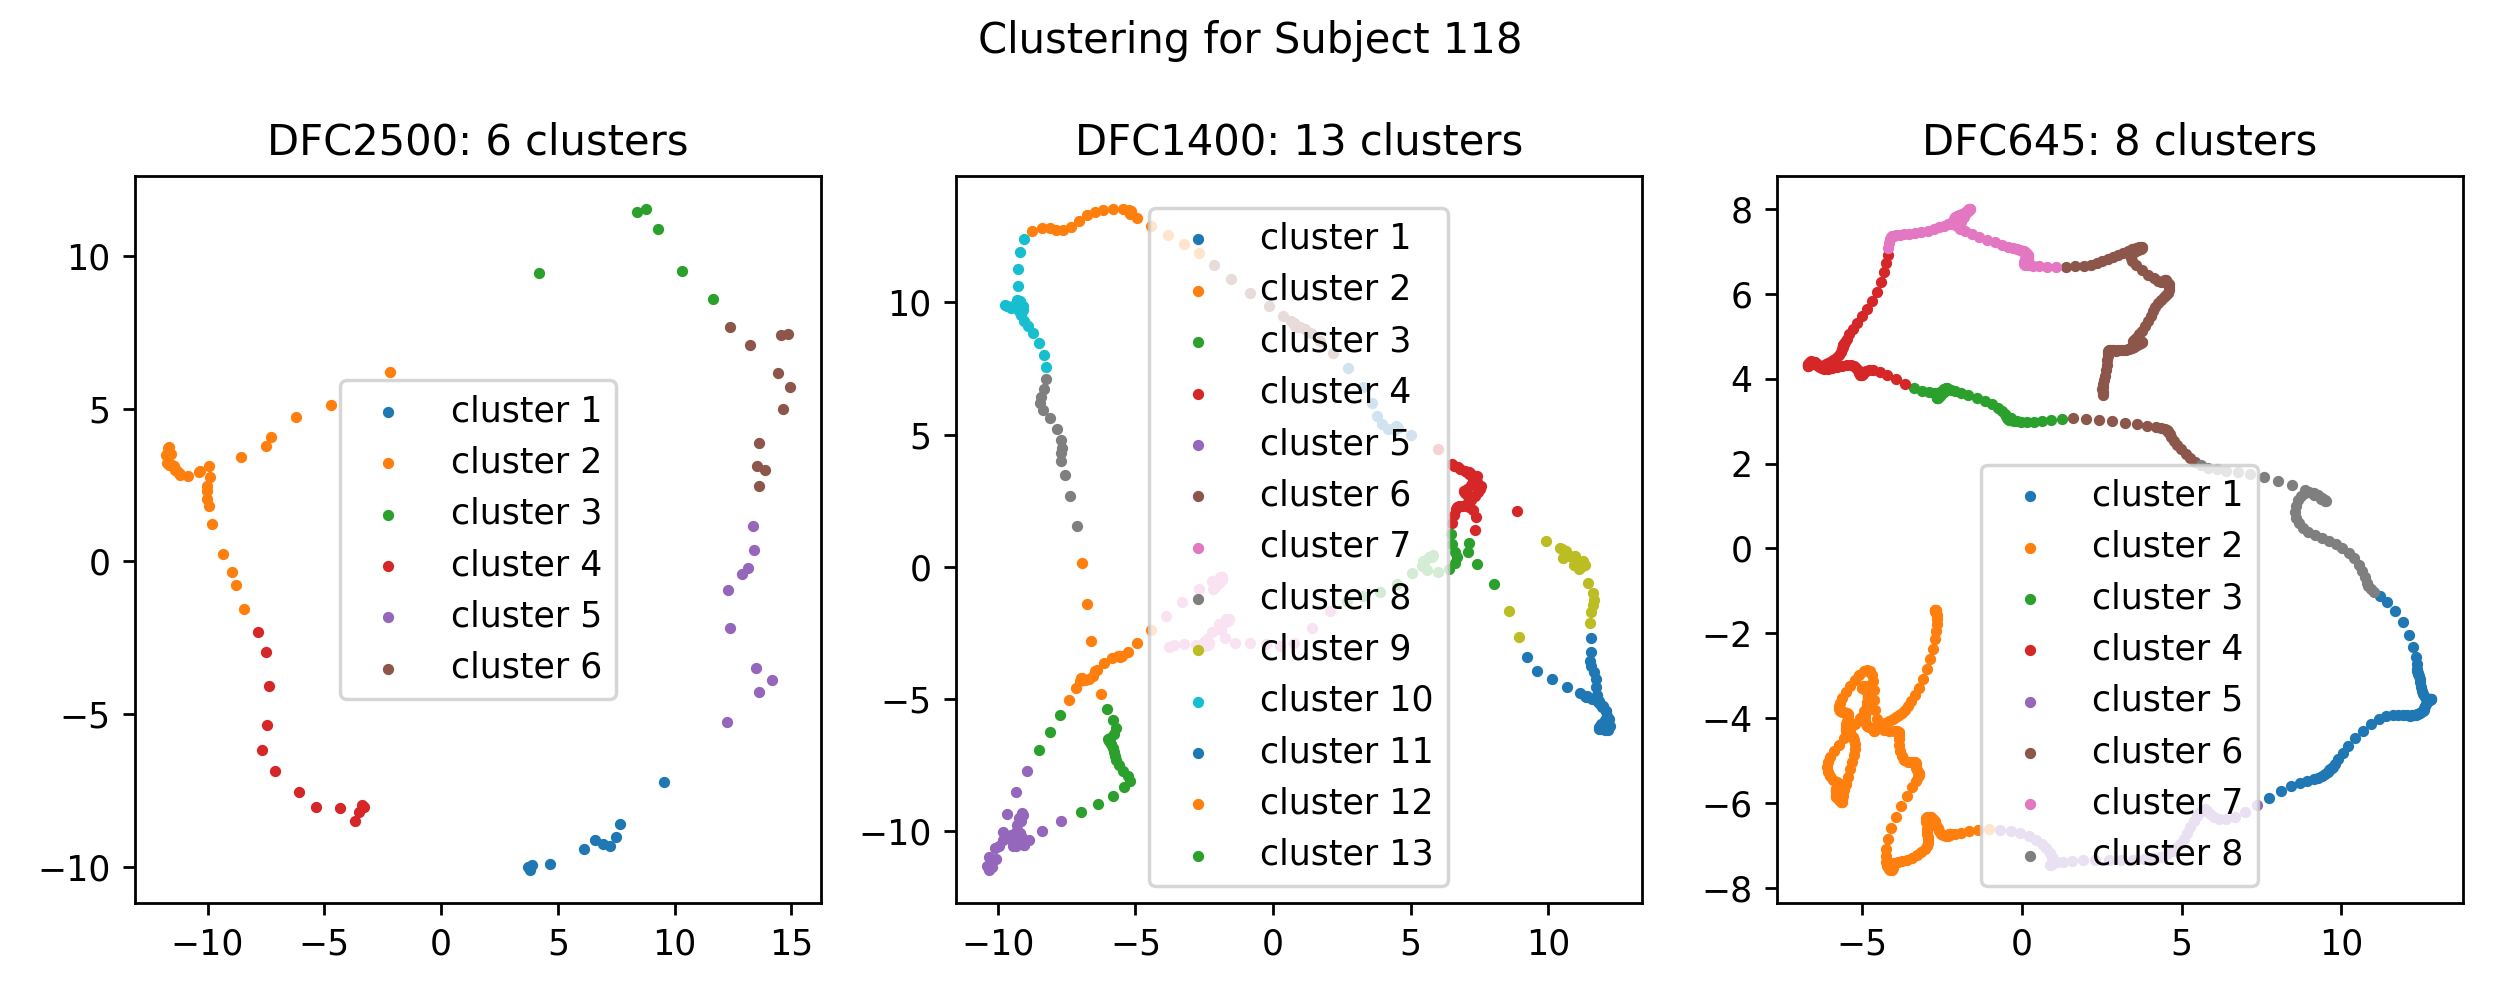 Clustering for Subject 118
DFC2500: 6 clusters
10
5
0
−5
−10
−10
−5
0
5
10
15
cluster 1
cluster 2
cluster 3
cluster 4
cluster 5
cluster 6
DFC1400: 13 clusters
10
5
0
−5
−10
−10
−5
0
5
10
cluster 1
cluster 2
cluster 3
cluster 4
cluster 5
cluster 6
cluster 7
cluster 8
cluster 9
cluster 10
cluster 11
cluster 12
cluster 13
DFC645: 8 clusters
8
6
4
2
0
−2
−4
−6
−8
−5
0
5
10
cluster 1
cluster 2
cluster 3
cluster 4
cluster 5
cluster 6
cluster 7
cluster 8